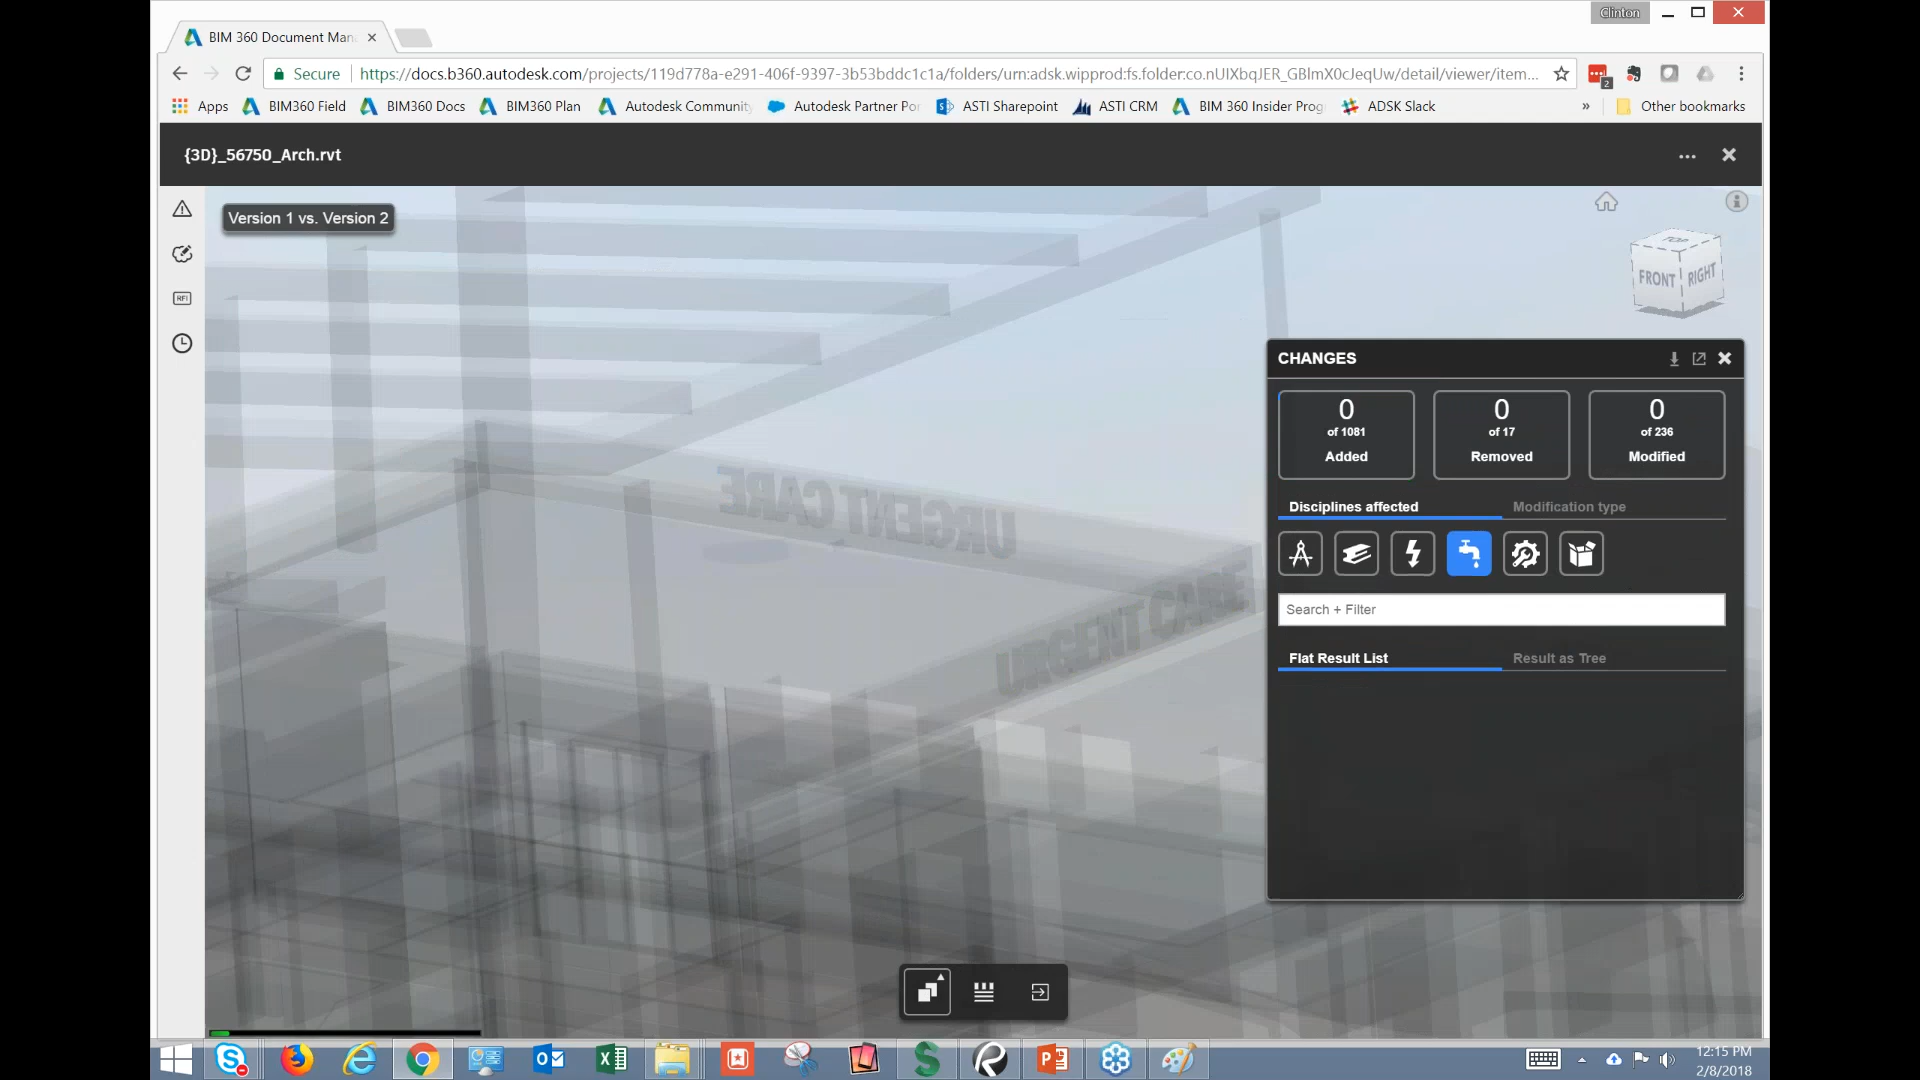 Clinton
BIM 360 Document Man
Secure
https://docs.b360.autodesk.com/projects/119d778a-e291-406f-9397-3b53bddc1c1a/folders/urn:adsk.wipprod:fs.folder:co.nUIXbqJER_GBlmX0cJeqUw/detail/viewer/item...
2
Apps
BIM360 Field
BIM360 Docs
BIM360 Plan
Autodesk Community
Autodesk Partner Po
ASTI Sharepoint
ASTI CRM
BIM 360 Insider Prog
ADSK Slack
»
Other bookmarks
{3D}_56750_Arch.rvt
Version 1 vs. Version 2
RFI
TOP
FRONT
RIGHT
URGENT CARE
URGENT CARE
CHANGES
0
of 1081
Added
0
of 17
Removed
0
of 236
Modified
Disciplines affected
Modification type
Search + Filter
Flat Result List
Result as Tree
12:15 PM
2/8/2018